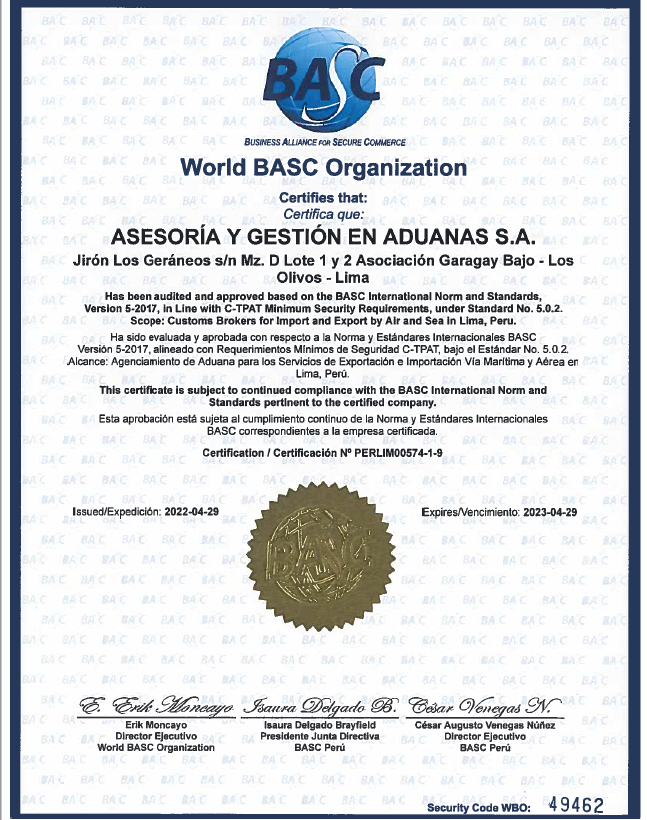 BASC
BUSINESS ALLIANCE FOR SECURE COMMERCE
World BASC Organization
Certifies that:
Certifica que:
ASESORÍA Y GESTIÓN EN ADUANAS S.A.
Jirón Los Geráneos s/n Mz. D Lote 1 y 2 Asociación Garagay Bajo - Los
Olivos - Lima
Has been audited and approved based on the BASC International Norm and Standards,
Version 5-2017, in Line with C-TPAT Minimum Security Requirements, under Standard No. 5.0.2.
Scope: Customs Brokers for Import and Export by Air and Sea in Lima, Peru.
Ha sido evaluada y aprobada con respecto a la Norma y Estándares Internacionales BASC
Versión 5-2017, alineado con Requerimientos Mínimos de Seguridad C-TPAT, bajo el Estándar No. 5.0.2.
Alcance: Agenciamiento de Aduana para los Servicios de Exportación e Importación Vía Marítima y Aérea en
Lima, Perú.
This certificate is subject to continued compliance with the BASC International Norm and
Standards pertinent to the certified company.
Esta aprobación está sujeta al cumplimiento continuo de la Norma y Estándares Internacionales
BASC correspondientes a la empresa certificada.
Certification / Certificación Nº PERLIM00574-1-9
Issued/Expedición: 2022-04-29 Expires/Vencimiento: 2023-04-29
BASC
E. Erik Moncayo Isaura Delgado B. César Venegas N.
Erik Moncayo Isaura Delgado Brayfield César Augusto Venegas Núñez
Director Ejecutivo Presidente Junta Directiva Director Ejecutivo
World BASC Organization BASC Perú BASC Perú
Security Code WBO: 49462